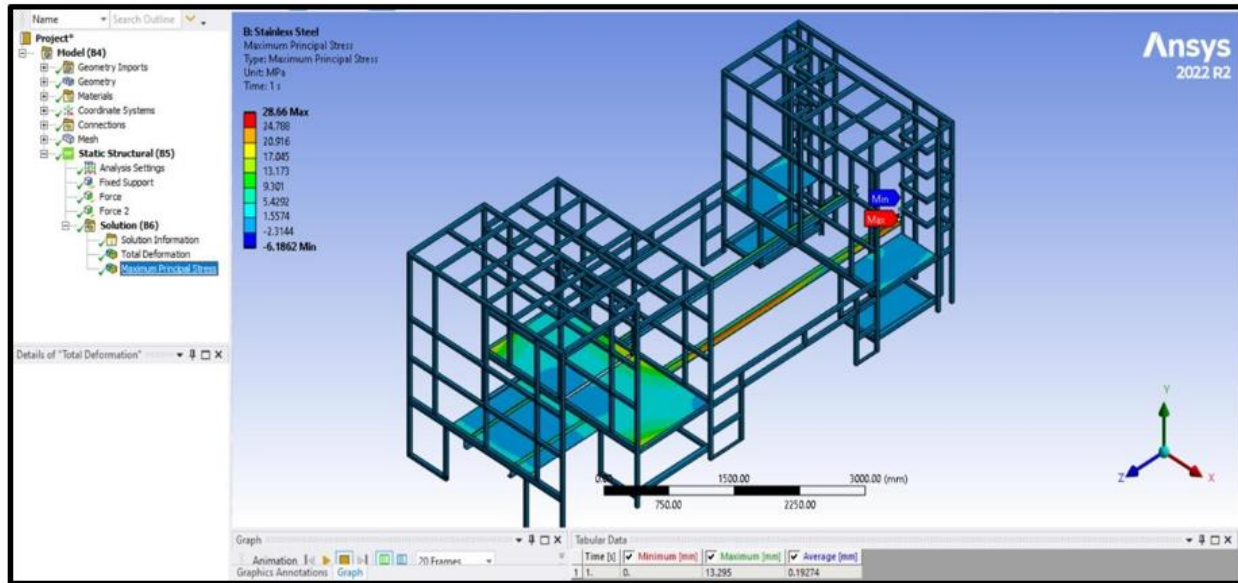 Name
Search Outline
Project*
Model (B4)
Geometry Imports
Geometry
Materials
Coordinate Systems
Connections
Mesh
Static Structural (B5)
Analysis Settings
Fixed Support
Force
Force 2
Solution (B6)
Solution Information
Total Deformation
Maximum Principal Stress
Details of "Total Deformation"
B: Stainless Steel
Maximum Principal Stress
Type: Maximum Principal Stress
Unit: MPa
Time: 1 s
28.66 Max
24.788
20.916
17.045
13.173
9.301
5.4292
1.5574
-2.3144
-6.1862 Min
Ansys
2022 R2
Min
Max
0.00 1500.00 3000.00 (mm)
750.00 2250.00
Y
Z X
Graph
Animation 20 Frames
Graphics Annotations Graph
Tabular Data
Time [s] Minimum [mm] Maximum [mm] Average [mm]
1 1. 0. 13.295 0.19274